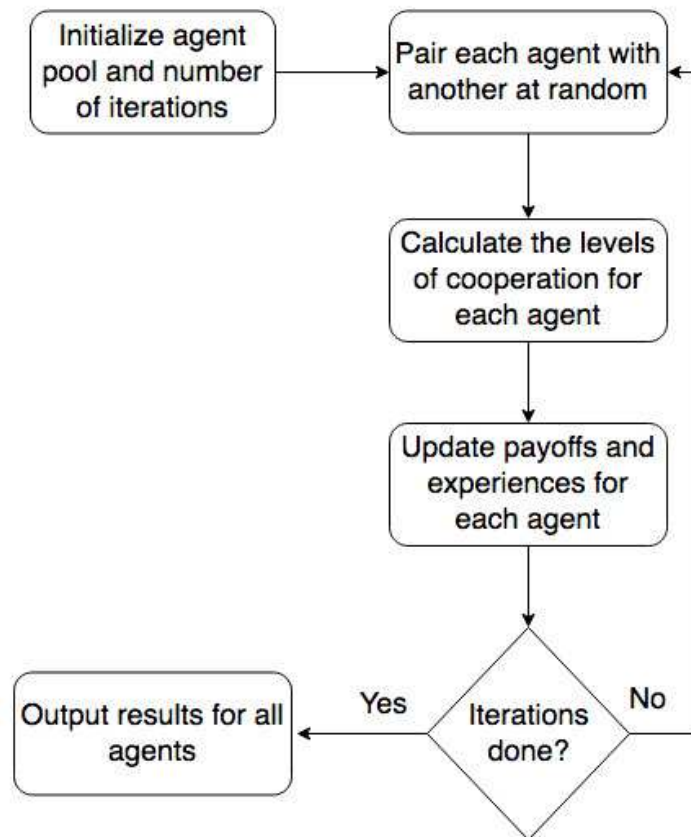 Initialize agent
pool and number
of iterations
Pair each agent with
another at random
Calculate the levels
of cooperation for
each agent
Update payoffs and
experiences for
each agent
Iterations
done?
Yes
No
Output results for all
agents